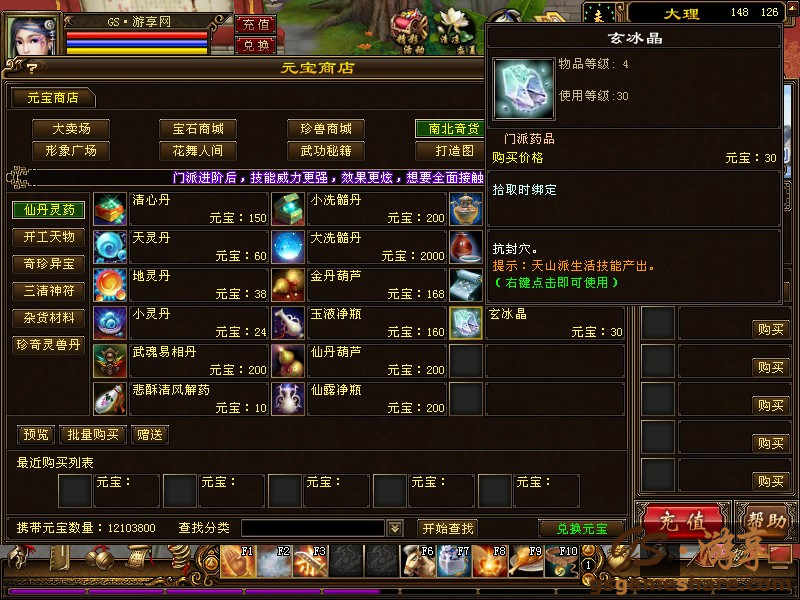 GS·游享网
充值
兑换
精彩活动
大理 148 126
?
元宝商店
元宝商店
大卖场
宝石商城
珍兽商城
南北奇货
形象广场
花舞人间
武功秘籍
打造图
门派进阶后，技能威力更强，效果更炫，想要全面接触
仙丹灵药
开工天物
奇珍异宝
三清神符
杂货材料
珍奇灵兽丹
清心丹
元宝：150
小洗髓丹
元宝：200
天灵丹
元宝：60
大洗髓丹
元宝：2000
地灵丹
元宝：38
金丹葫芦
元宝：168
小灵丹
元宝：24
玉液净瓶
元宝：160
玄冰晶
元宝：30
武魂易相丹
元宝：200
仙丹葫芦
元宝：200
悲酥清风解药
元宝：10
仙露净瓶
元宝：200
玄冰晶
物品等级：4
使用等级:30
门派药品
购买价格
元宝：30
拾取时绑定
抗封穴。
提示：天山派生活技能产出。
（右键点击即可使用）
购买
购买
购买
购买
购买
预览
批量购买
赠送
最近购买列表
元宝：
元宝：
元宝：
元宝：
元宝：
携带元宝数量：12103800
查找分类
开始查找
兑换元宝
充值
帮助
F1
F2
F3
F6
F7
F8
F9
F10
1
GS·游享网